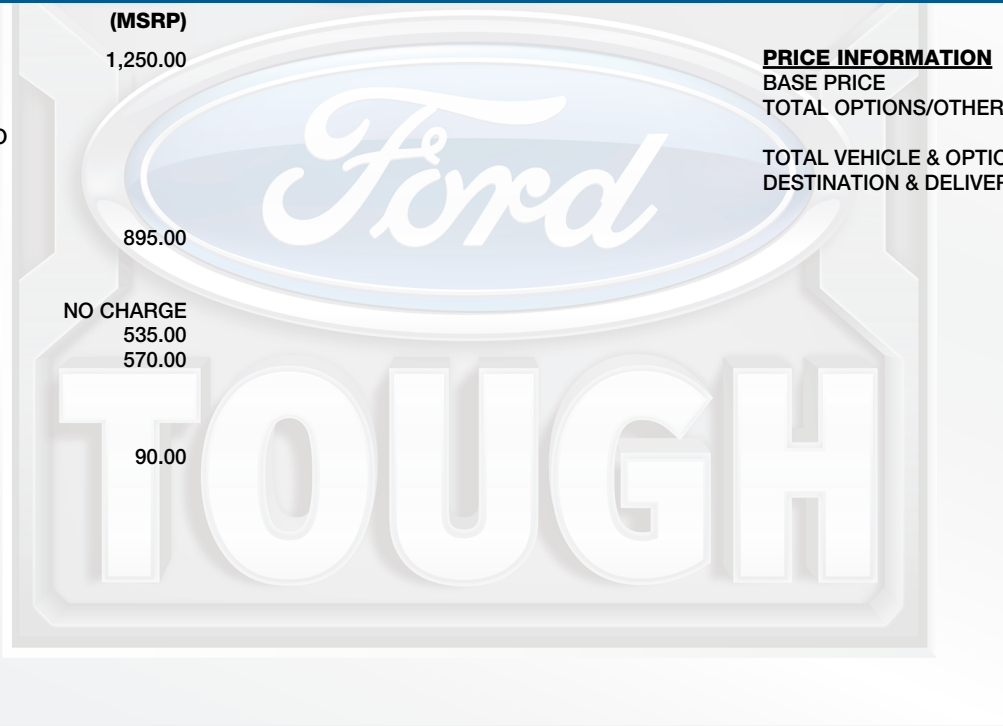 (MSRP)
1,250.00
895.00
NO CHARGE
535.00
570.00
90.00
PRICE INFORMATION
BASE PRICE
TOTAL OPTIONS/OTHER
TOTAL VEHICLE & OPTIO
DESTINATION & DELIVER
Ford
TOUGH